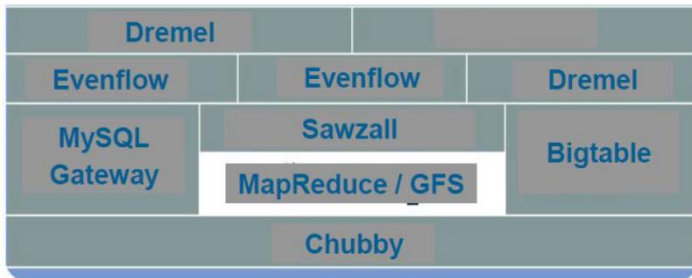 Dremel
Evenflow
Evenflow
Dremel
MySQL
Gateway
Sawzall
Bigtable
MapReduce / GFS
Chubby